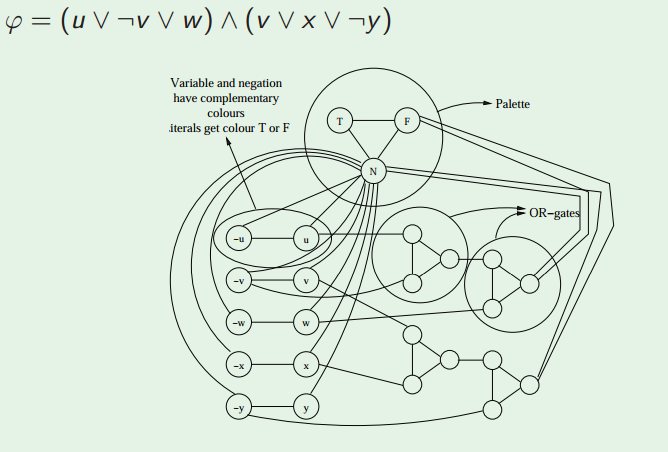 φ = (u ∨ ¬v ∨ w) ∧ (v ∨ x ∨ ¬y)
Variable and negation
have complementary
colours
iterals get colour T or F
Palette
T
F
N
OR−gates
−u
u
−v
v
−w
w
−x
x
−y
y